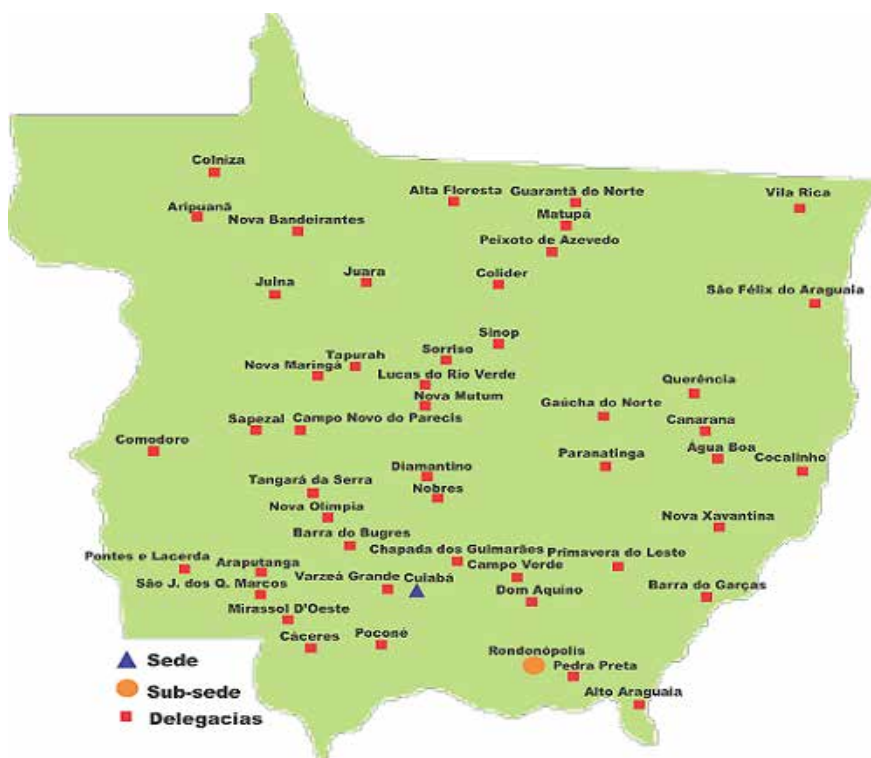 Colniza
Alta Floresta
Guarantã do Norte
Vila Rica
Aripuanã
Nova Bandeirantes
Matupá
Peixoto de Azevedo
Juina
Juara
Colider
São Félix do Araguaia
Sinop
Sorriso
Tapurah
Nova Maringá
Lucas do Rio Verde
Querência
Nova Mutum
Gaúcha do Norte
Sapezal
Campo Novo do Parecis
Canarana
Comodoro
Paranatinga
Água Boa
Cocalinho
Diamantino
Tangará da Serra
Nobres
Nova Olímpia
Nova Xavantina
Barra do Bugres
Pontes e Lacerda
Araputanga
Chapada dos Guimarães
Primavera do Leste
Campo Verde
São J. dos Q. Marcos
Varzeá Grande
Cuiabá
Dom Aquino
Barra do Garças
Mirassol D'Oeste
Cáceres
Poconé
Rondonópolis
Pedra Preta
Alto Araguaia
Sede
Sub-sede
Delegacias